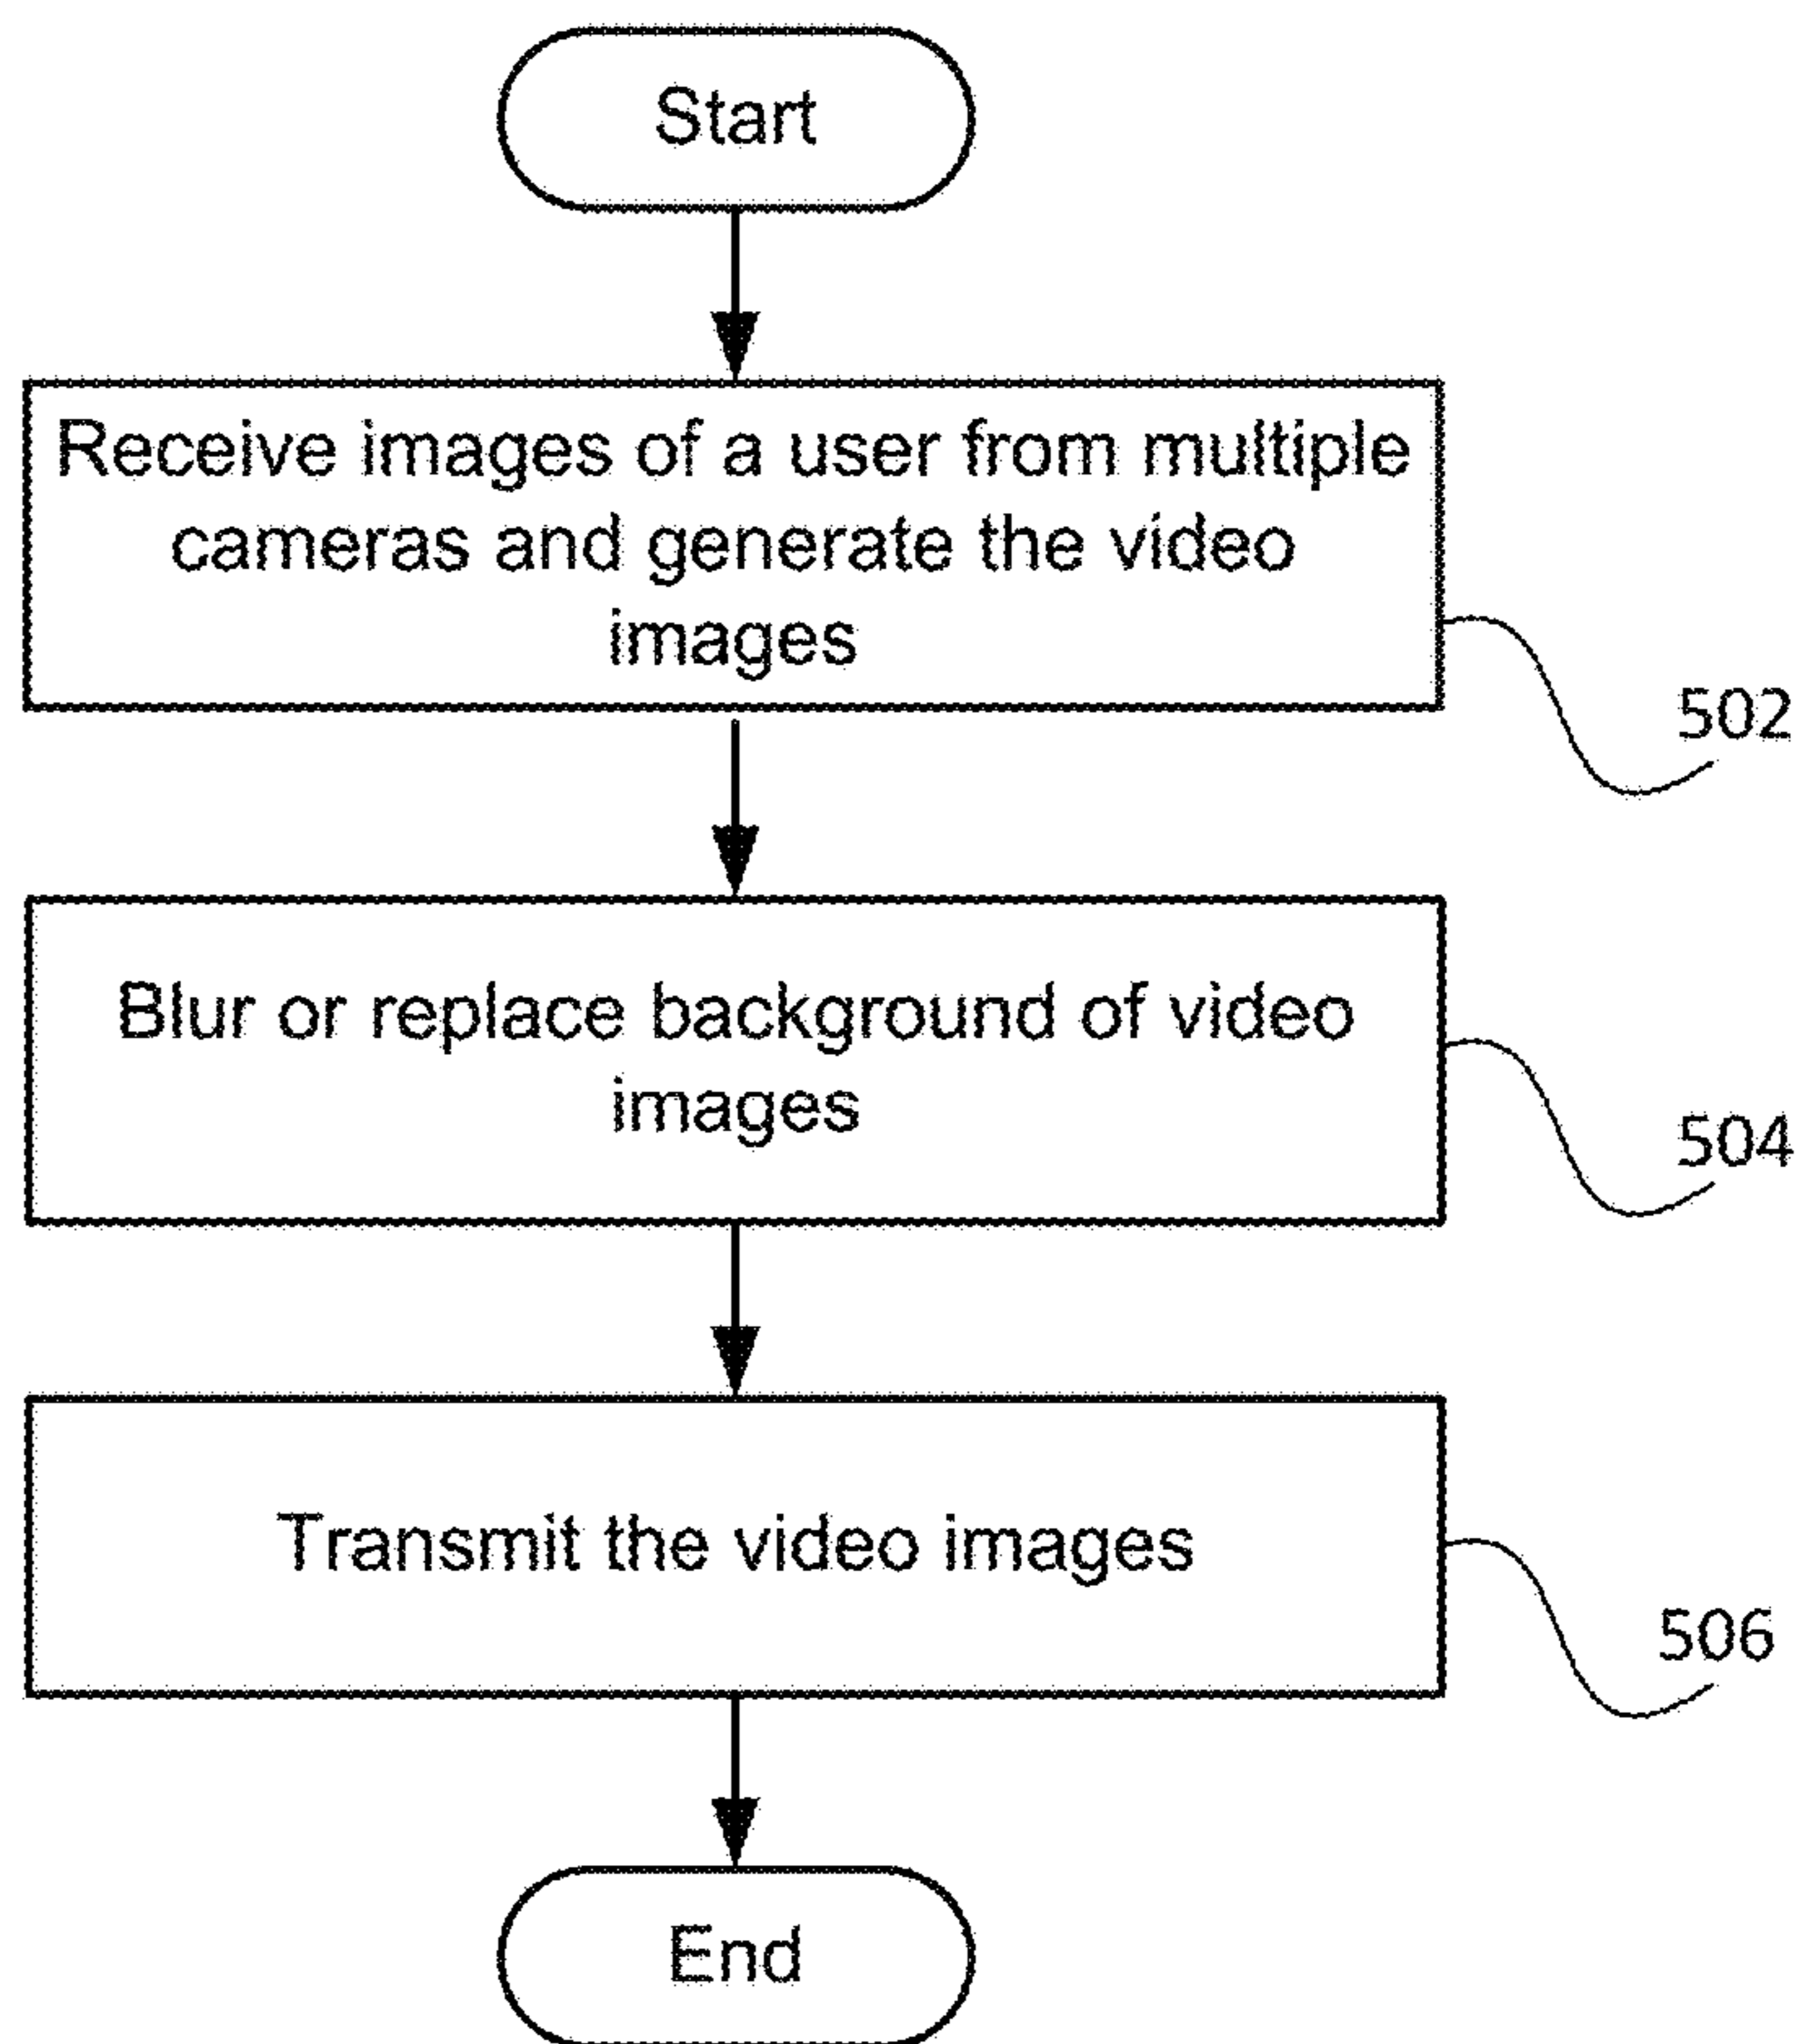 Start
Receive images of a user from multiple
cameras and generate the video
images
502
Blur or replace background of video
images
504
Transmit the video images
506
End